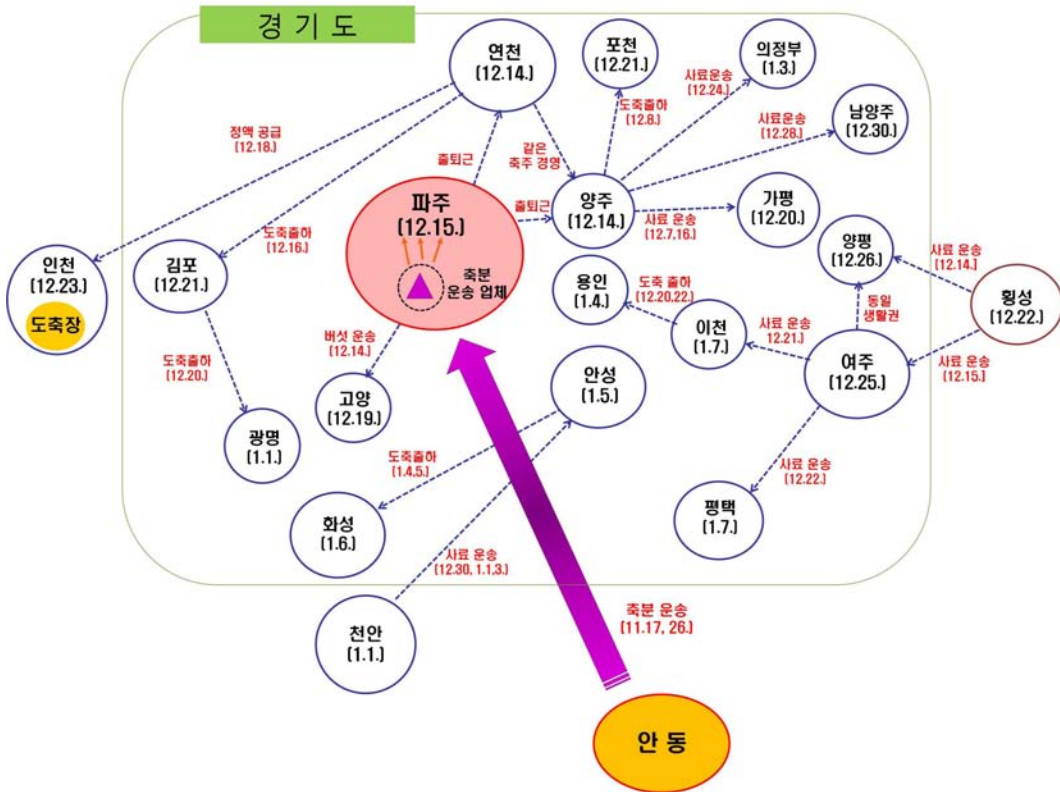 경 기 도
연천
(12.14.)
포천
(12.21.)
의정부
(1.3.)
사료운송
(12.24.)
남양주
(12.30.)
사료운송
(12.28.)
도축출하
(12.8.)
정액 공급
(12.18.)
출퇴근
같은
축주 경영
파주
(12.15.)
출퇴근
양주
(12.14.)
사료 운송
(12.7,16.)
가평
(12.20.)
도축출하
(12.16.)
인천
(12.23.)
도축장
김포
(12.21.)
축분
운송 업체
양평
(12.26.)
사료 운송
(12.14.)
횡성
(12.22.)
용인
(1.4.)
도축 출하
(12.20,22.)
이천
(1.7.)
사료 운송
(12.21.)
동일
생활권
여주
(12.25.)
사료 운송
(12.15.)
버섯 운송
(12.14.)
도축출하
(12.20.)
고양
(12.19.)
안성
(1.5.)
광명
(1.1.)
도축출하
(1.4,5.)
사료 운송
(12.22.)
화성
(1.6.)
평택
(1.7.)
사료 운송
(12.30, 1.1,3.)
천안
(1.1.)
축분 운송
(11.17, 26.)
안 동